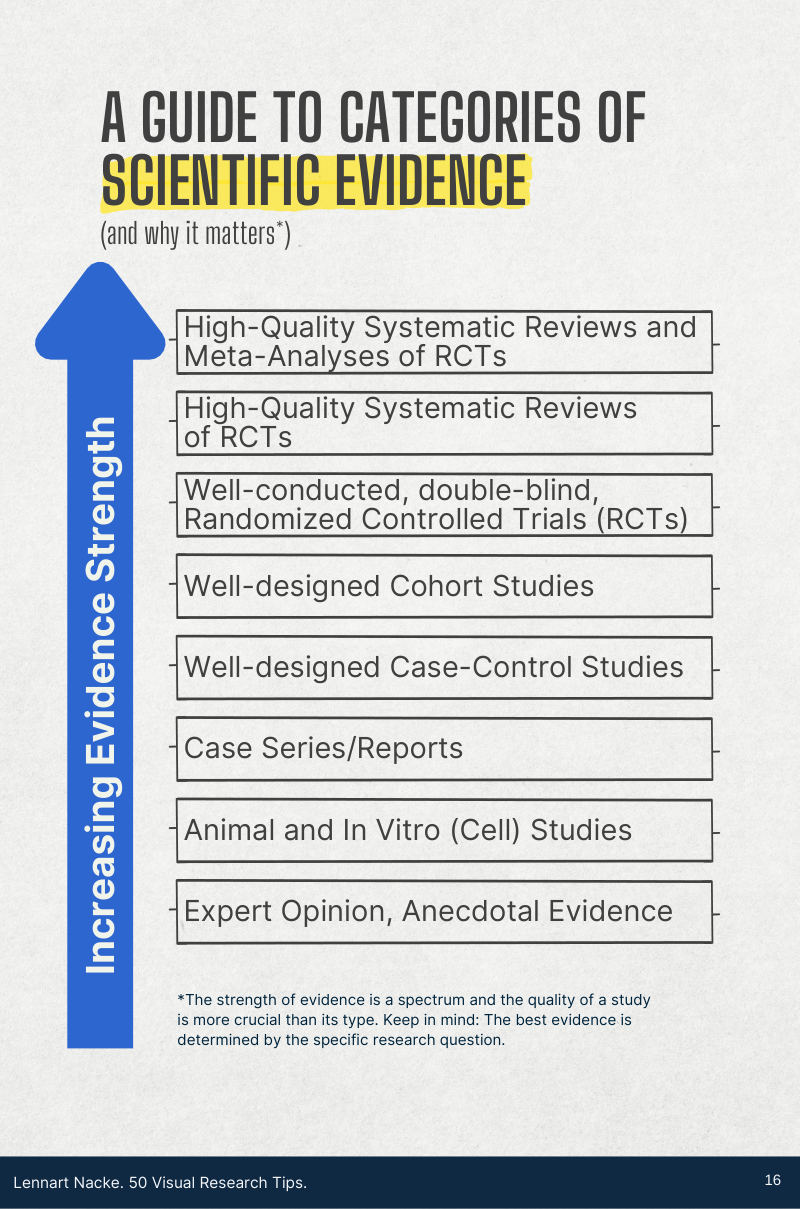 A GUIDE TO CATEGORIES OF
SCIENTIFIC EVIDENCE
(and why it matters*)
High-Quality Systematic Reviews and
Meta-Analyses of RCTs
High-Quality Systematic Reviews
of RCTs
Well-conducted, double-blind,
Randomized Controlled Trials (RCTs)
Well-designed Cohort Studies
Well-designed Case-Control Studies
Case Series/Reports
Animal and In Vitro (Cell) Studies
Expert Opinion, Anecdotal Evidence
Increasing Evidence Strength
*The strength of evidence is a spectrum and the quality of a study
is more crucial than its type. Keep in mind: The best evidence is
determined by the specific research question.
Lennart Nacke. 50 Visual Research Tips.
16